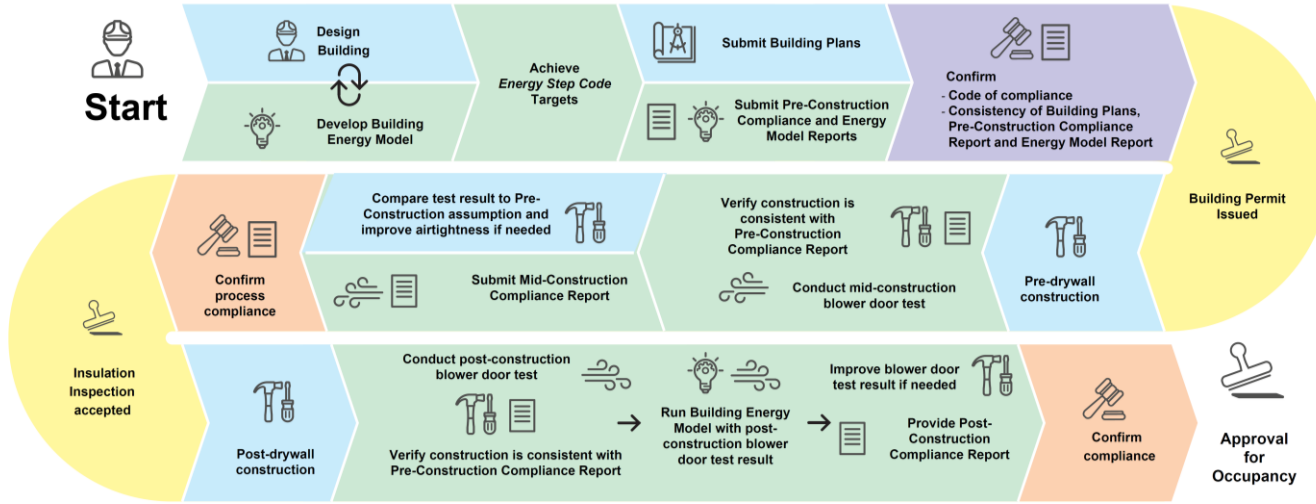 Start
Design
Building
Develop Building
Energy Model
Achieve
Energy Step Code
Targets
Submit Building Plans
Submit Pre-Construction
Compliance and Energy
Model Reports
Confirm
- Code of compliance
- Consistency of Building Plans,
Pre-Construction Compliance
Report and Energy Model Report
Building Permit
Issued
Pre-drywall
construction
Verify construction is
consistent with
Pre-Construction
Compliance Report
Conduct mid-construction
blower door test
Compare test result to Pre-
Construction assumption and
improve airtightness if needed
Submit Mid-Construction
Compliance Report
Confirm
process
compliance
Insulation
Inspection
accepted
Post-drywall
construction
Conduct post-construction
blower door test
Verify construction is consistent with
Pre-Construction Compliance Report
Run Building Energy
Model with post-
construction blower
door test result
Improve blower door
test result if needed
Provide Post-
Construction
Compliance Report
Confirm
compliance
Approval
for
Occupancy